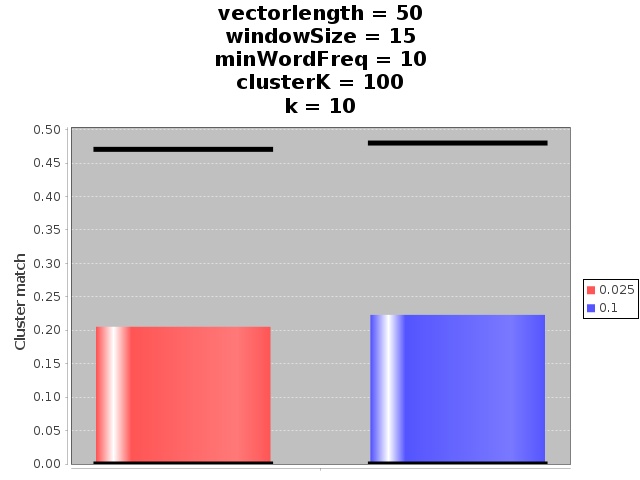 vectorlength = 50
windowSize = 15
minWordFreq = 10
clusterK = 100
k = 10
Cluster match
0.50
0.45
0.40
0.35
0.30
0.25
0.20
0.15
0.10
0.05
0.00
0.025
0.1